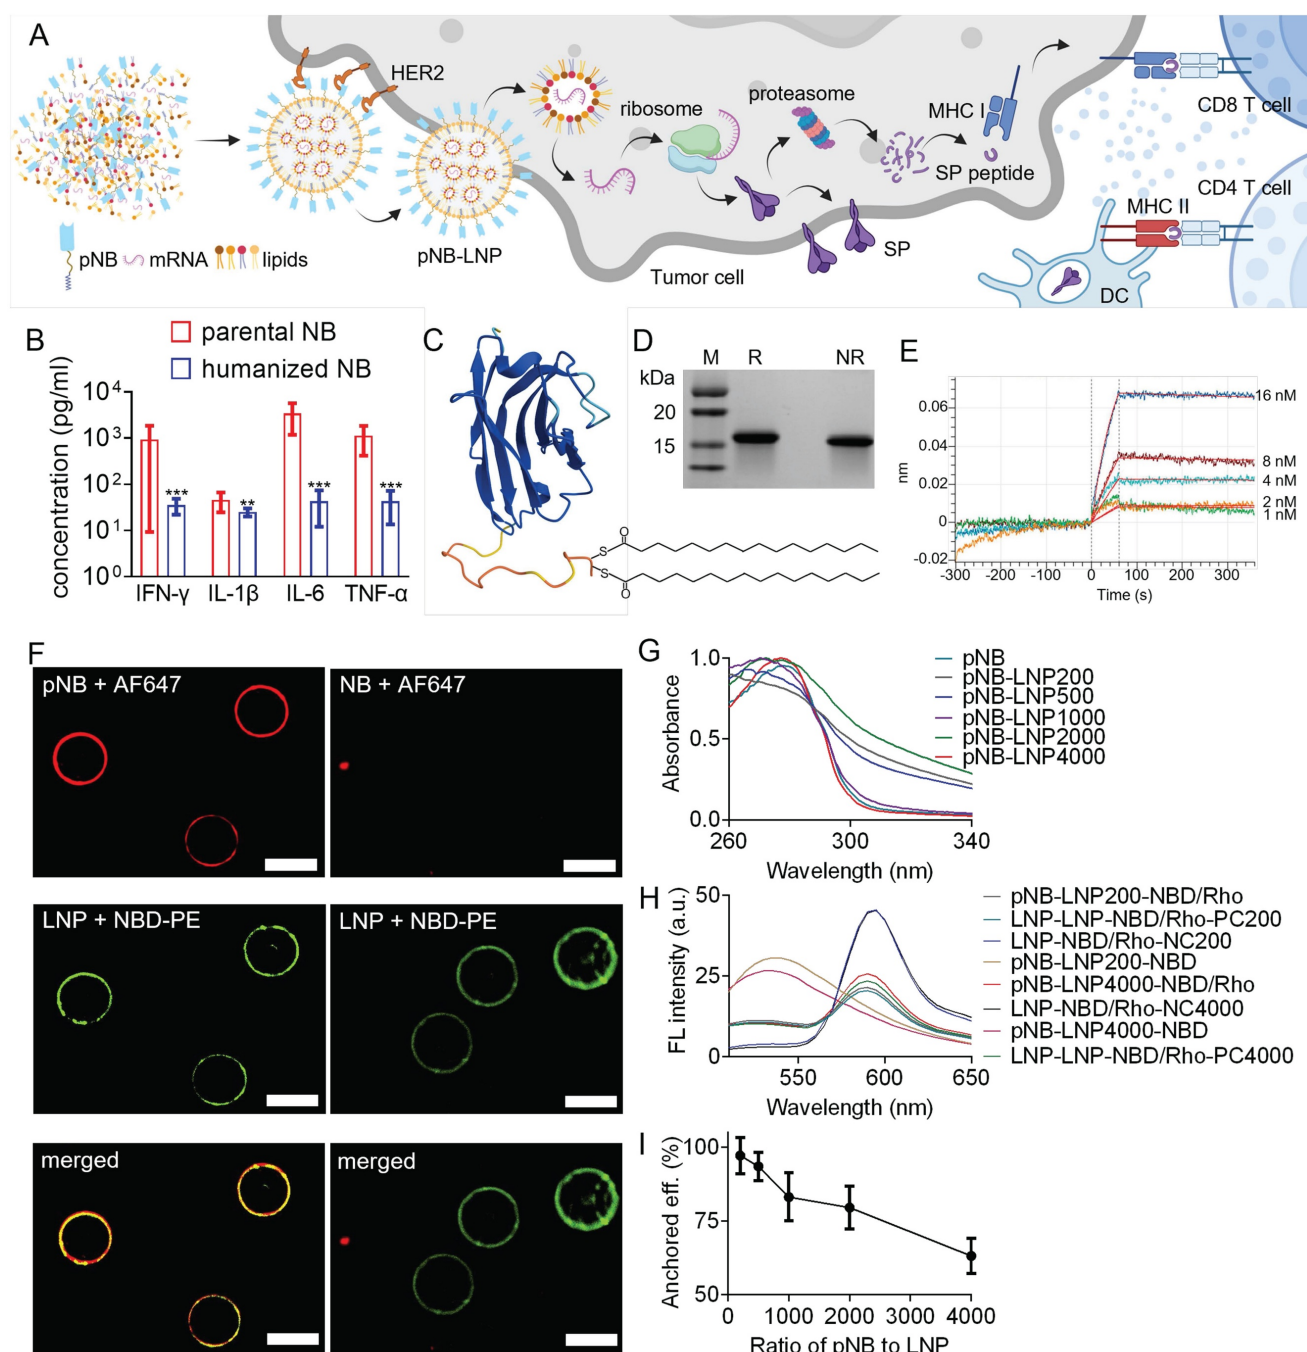 A
HER2
ribosome
proteasome
MHC I
SP peptide
CD8 T cell
CD4 T cell
MHC II
pNB mRNA lipids
pNB-LNP
Tumor cell
SP
DC
B
parental NB
humanized NB
concentration (pg/ml)
10⁴
10³
10²
10¹
10⁰
*** ** *** ***
IFN-γ IL-1β IL-6 TNF-α
C
S
O
S
O
D
M R NR
kDa
20
15
E
nm
0.06
0.04
0.02
0
-0.02
16 nM
8 nM
4 nM
2 nM
1 nM
-300 -200 -100 0 100 200 300
Time (s)
F
pNB + AF647
NB + AF647
LNP + NBD-PE
LNP + NBD-PE
merged
merged
G
Absorbance
1.0
0.5
0.0
260 300 340
Wavelength (nm)
pNB
pNB-LNP200
pNB-LNP500
pNB-LNP1000
pNB-LNP2000
pNB-LNP4000
H
FL intensity (a.u.)
50
25
0
550 600 650
Wavelength (nm)
pNB-LNP200-NBD/Rho
LNP-LNP-NBD/Rho-PC200
LNP-NBD/Rho-NC200
pNB-LNP200-NBD
pNB-LNP4000-NBD/Rho
LNP-NBD/Rho-NC4000
pNB-LNP4000-NBD
LNP-LNP-NBD/Rho-PC4000
I
Anchored eff. (%)
100
75
50
0 1000 2000 3000 4000
Ratio of pNB to LNP